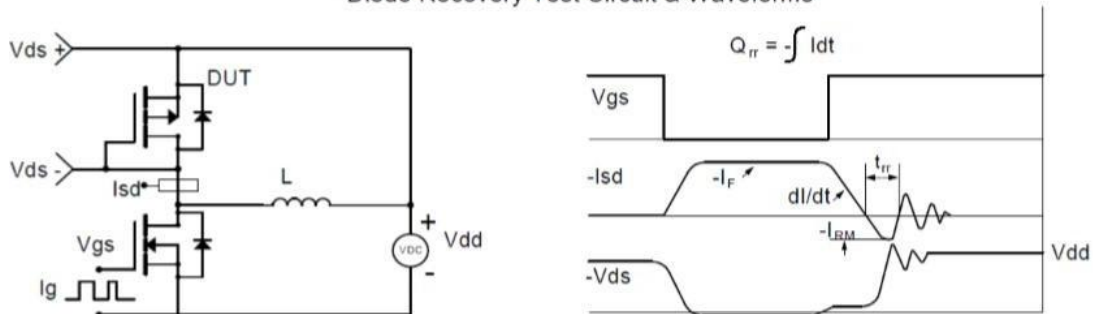 Diode Recovery Test Circuit & Waveforms
Vds +
DUT
Vds -
Isd
L
Vgs
Ig
+
VDC
-
Vdd
Qrr = -∫ Idt
Vgs
-Isd
-IF
dI/dt
trr
-IRM
Vdd
-Vds